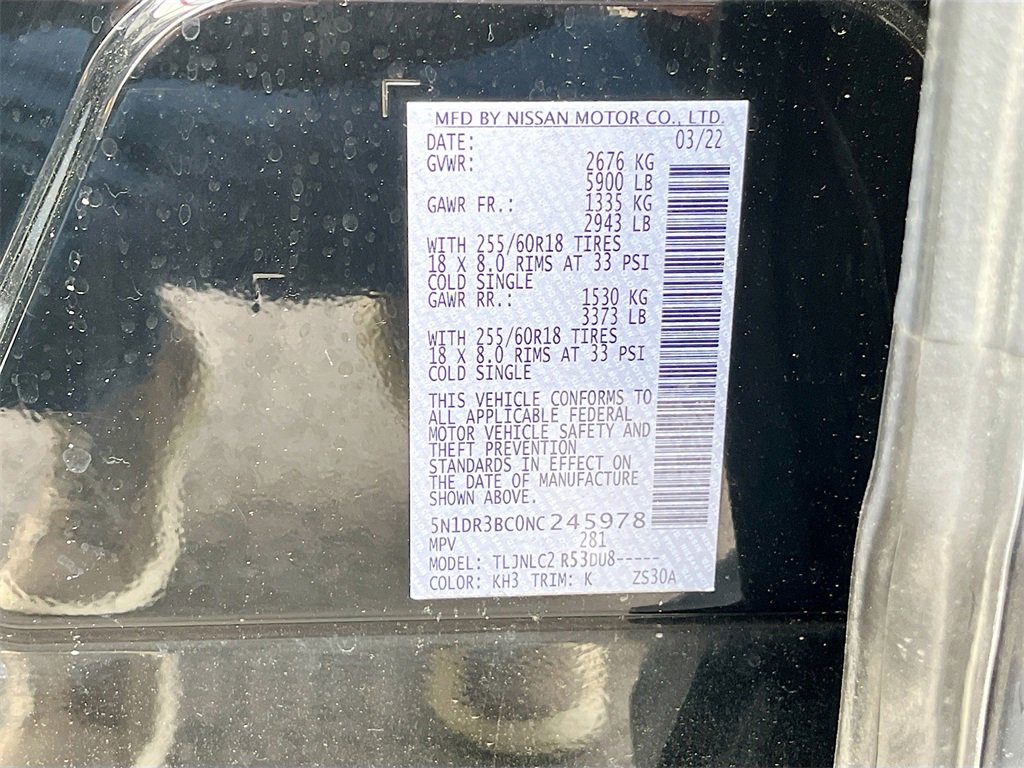 MFD BY NISSAN MOTOR CO., LTD.
DATE: 03/22
GVWR: 2676 KG
5900 LB
GAWR FR.: 1335 KG
2943 LB
WITH 255/60R18 TIRES
18 X 8.0 RIMS AT 33 PSI
COLD SINGLE
GAWR RR.: 1530 KG
3373 LB
WITH 255/60R18 TIRES
18 X 8.0 RIMS AT 33 PSI
COLD SINGLE
THIS VEHICLE CONFORMS TO
ALL APPLICABLE FEDERAL
MOTOR VEHICLE SAFETY AND
THEFT PREVENTION
STANDARDS IN EFFECT ON
THE DATE OF MANUFACTURE
SHOWN ABOVE.
5N1DR3BC0NC245978
MPV 281
MODEL: TLJNLC2 R53DU8-----
COLOR: KH3 TRIM: K ZS30A